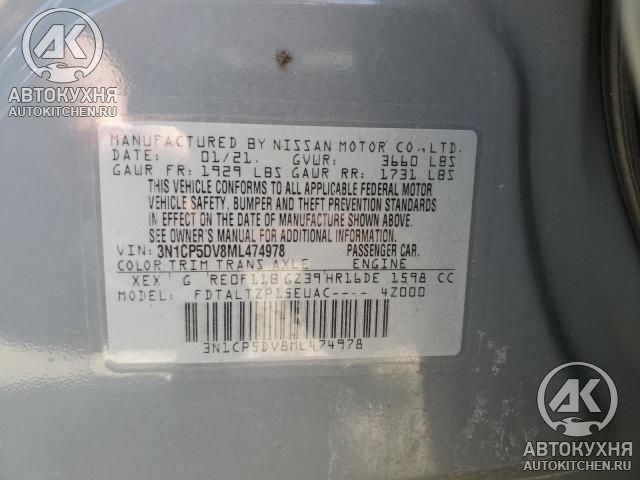 АВТОКУХНЯ
AUTOKITCHEN.RU
MANUFACTURED BY NISSAN MOTOR CO.,LTD.
DATE: 01/21. GVWR: 3660 LBS
GAWR FR: 1929 LBS GAWR RR: 1731 LBS
THIS VEHICLE CONFORMS TO ALL APPLICABLE FEDERAL MOTOR
VEHICLE SAFETY, BUMPER AND THEFT PREVENTION STANDARDS
IN EFFECT ON THE DATE OF MANUFACTURE SHOWN ABOVE.
SEE OWNER'S MANUAL FOR ADDITIONAL INFORMATION.
VIN: 3N1CP5DV8ML474978 PASSENGER CAR.
COLOR TRIM TRANS AXLE ENGINE
XEX G RE0F11B GZ39 HR16DE 1598 CC
MODEL: FDTALTZP15EUAC---- 4Z000
3N1CP5DV8ML474978
АК
АВТОКУХНЯ
AUTOKITCHEN.RU